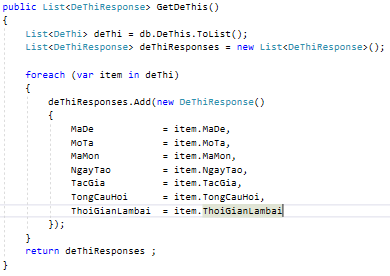 public List<DeThiResponse> GetDeThis()
{
List<DeThi> deThi = db.DeThis.ToList();
List<DeThiResponse> deThiResponses = new List<DeThiResponse>();
foreach (var item in deThi)
{
deThiResponses.Add(new DeThiResponse()
{
MaDe = item.MaDe,
MoTa = item.MoTa,
MaMon = item.MaMon,
NgayTao = item.NgayTao,
TacGia = item.TacGia,
TongCauHoi = item.TongCauHoi,
ThoiGianLambai = item.ThoiGianLambai
});
}
return deThiResponses ;
}